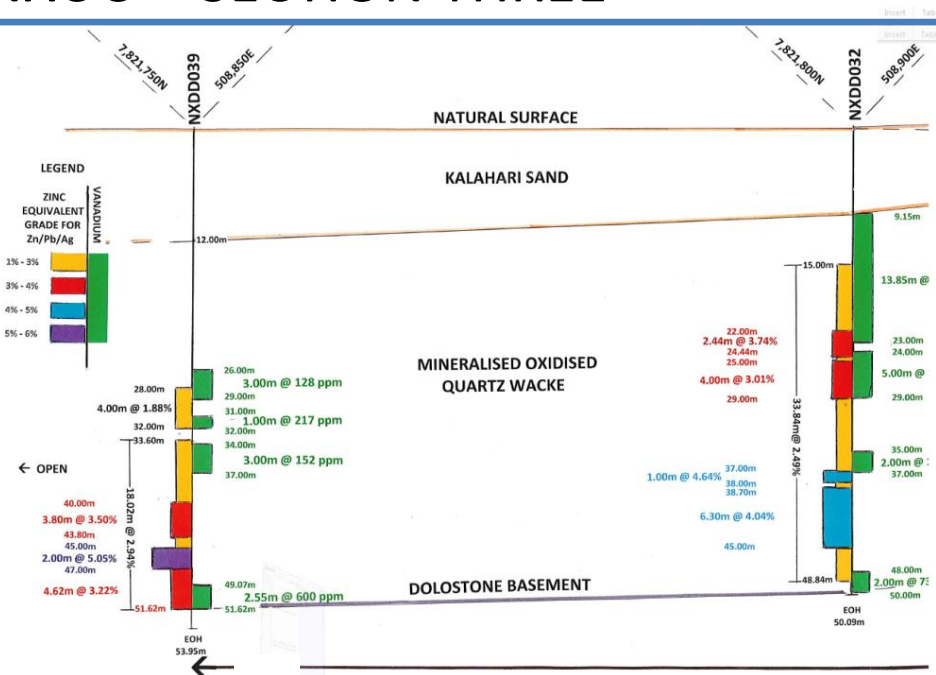 SECTION PANEL
Insert Tab
Insert Tab
7,821,750N
NXDD039
508,850E
7,821,800N
NXDD032
508,900E
NATURAL SURFACE
KALAHARI SAND
LEGEND
ZINC
EQUIVALENT
GRADE FOR
Zn/Pb/Ag
VANADIUM
1% - 3%
3% - 4%
4% - 5%
5% - 6%
12.00m
MINERALISED OXIDISED
QUARTZ WACKE
28.00m
4.00m @ 1.88%
32.00m
33.60m
18.02m @ 2.94%
← OPEN
40.00m
3.80m @ 3.50%
43.80m
45.00m
2.00m @ 5.05%
47.00m
4.62m @ 3.22%
51.62m
26.00m
3.00m @ 128 ppm
29.00m
31.00m
1.00m @ 217 ppm
32.00m
34.00m
3.00m @ 152 ppm
37.00m
49.07m
2.55m @ 600 ppm
51.62m
EOH
53.95m
DOLOSTONE BASEMENT
15.00m
33.84m @ 2.49%
48.84m
22.00m
2.44m @ 3.74%
24.44m
25.00m
4.00m @ 3.01%
29.00m
37.00m
1.00m @ 4.64%
38.00m
38.70m
6.30m @ 4.04%
45.00m
9.15m
13.85m @
23.00m
24.00m
5.00m @
29.00m
35.00m
2.00m @
37.00m
48.00m
2.00m @ 73
50.00m
EOH
50.09m